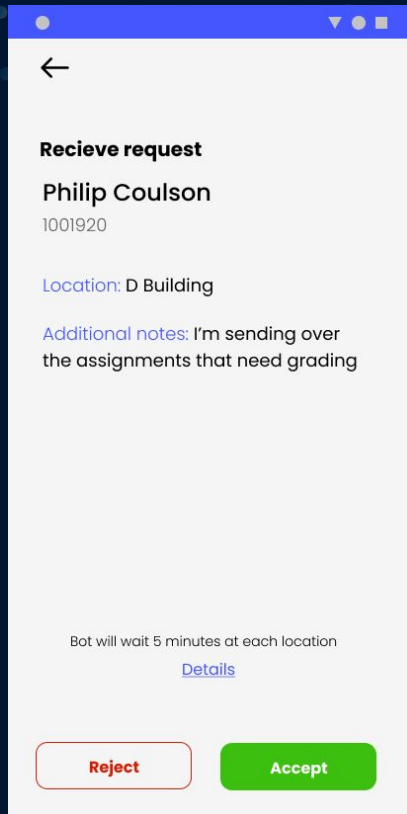 Recieve request
Philip Coulson
1001920
Location: D Building
Additional notes: I'm sending over
the assignments that need grading
Bot will wait 5 minutes at each location
Details
Reject
Accept